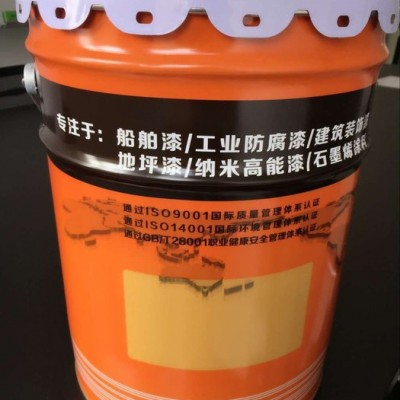 专注于：船舶漆/工业防腐漆/建筑装饰漆
地坪漆/纳米高能漆/石墨烯涂料
通过ISO9001国际质量管理体系认证
通过ISO14001国际环境管理体系认证
通过GB/T28001职业健康安全管理体系认证